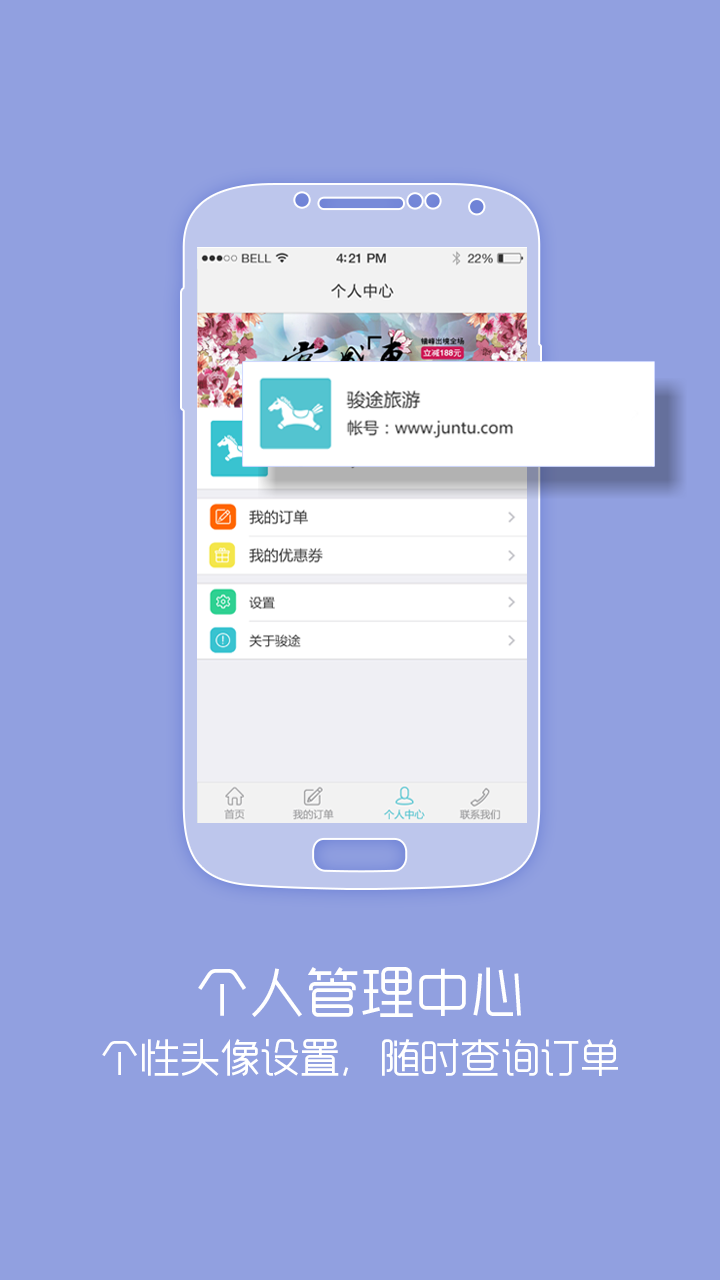 BELL 4:21 PM 22%
个人中心
臻峰出境全场
立减188元
骏途旅游
帐号：www.juntu.com
我的订单
我的优惠券
设置
关于骏途
首页 我的订单 个人中心 联系我们
个人管理中心
个性头像设置，随时查询订单